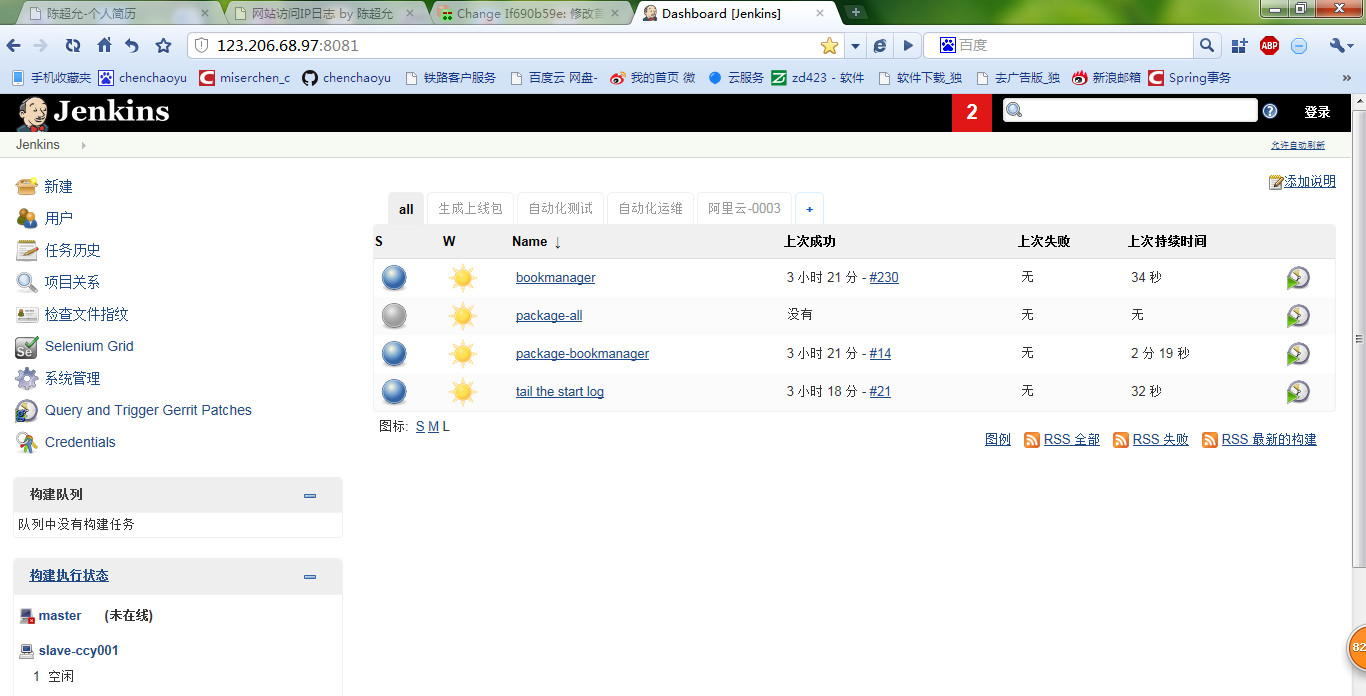 陈超允-个人简历 网站访问IP日志 by 陈超允 Change If690b59e: 修改首 Dashboard [Jenkins]
123.206.68.97:8081 百度 ABP
手机收藏夹 chenchaoyu miserchen_c chenchaoyu 铁路客户服务 百度云 网盘- 我的首页 微 云服务 zd423 - 软件 软件下载_独 去广告版_独 新浪邮箱 Spring事务 »
Jenkins 2 登录
Jenkins 允许自动刷新
添加说明
新建
用户
任务历史
项目关系
检查文件指纹
Selenium Grid
系统管理
Query and Trigger Gerrit Patches
Credentials
all 生成上线包 自动化测试 自动化运维 阿里云-0003 +
S W Name ↓ 上次成功 上次失败 上次持续时间
bookmanager 3 小时 21 分 - #230 无 34 秒
package-all 没有 无 无
package-bookmanager 3 小时 21 分 - #14 无 2 分 19 秒
tail the start log 3 小时 18 分 - #21 无 32 秒
图标: S M L
图例 RSS 全部 RSS 失败 RSS 最新的构建
构建队列
队列中没有构建任务
构建执行状态
master (未在线)
slave-ccy001
1 空闲
82